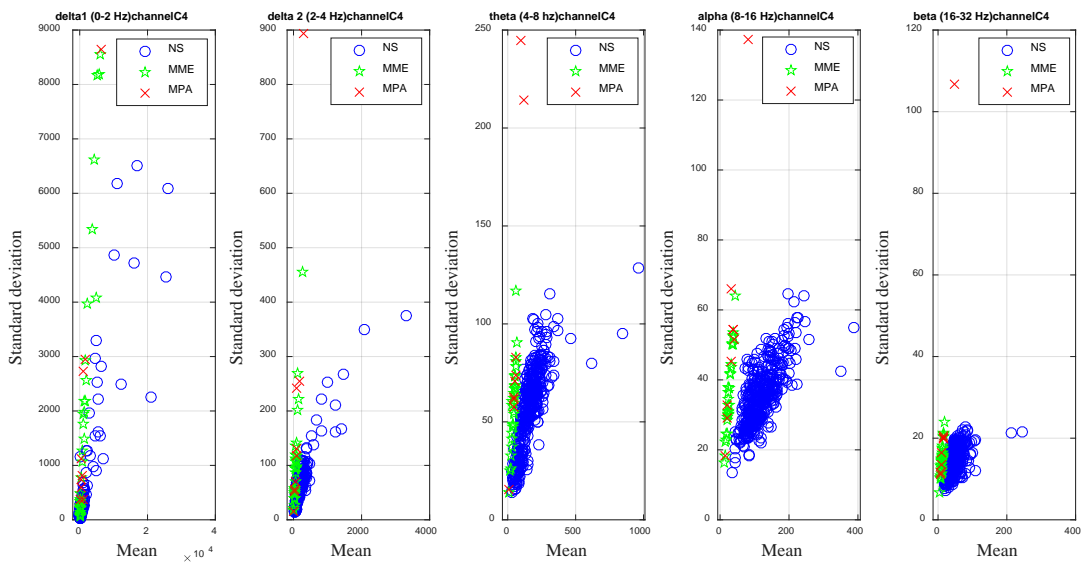 delta1 (0-2 Hz)channelC4
9000
8000
7000
6000
5000
4000
3000
2000
1000
0
Standard deviation
NS
MME
MPA
0 2 4
Mean
× 10 4
delta 2 (2-4 Hz)channelC4
900
800
700
600
500
400
300
200
100
0
Standard deviation
NS
MME
MPA
0 2000 4000
Mean
theta (4-8 hz)channelC4
250
200
150
100
50
0
Standard deviation
NS
MME
MPA
0 500 1000
Mean
alpha (8-16 Hz)channelC4
140
120
100
80
60
40
20
0
Standard deviation
NS
MME
MPA
0 200 400
Mean
beta (16-32 Hz)channelC4
120
100
80
60
40
20
0
Standard deviation
NS
MME
MPA
0 200 400
Mean